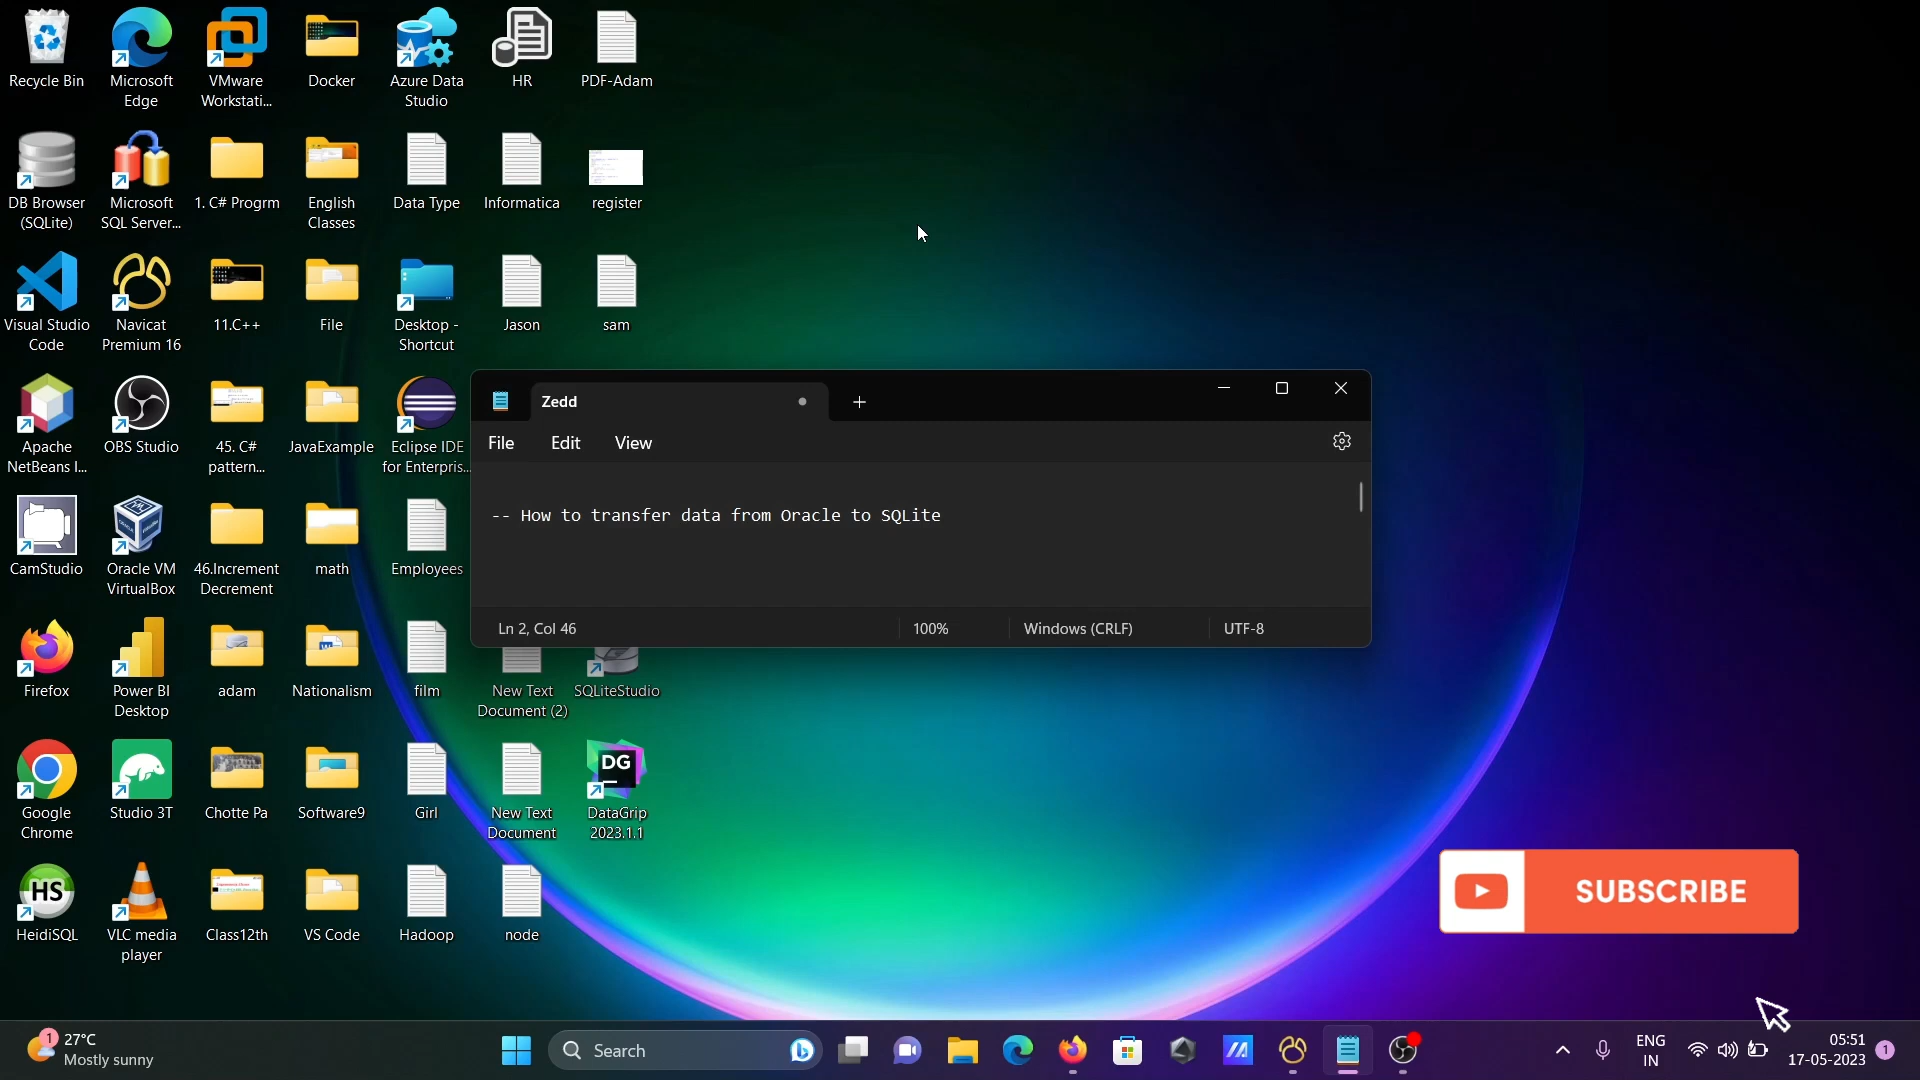 Recycle Bin
Microsoft
Edge
VMware
Workstati...
Docker
Azure Data
Studio
HR
PDF-Adam
DB Browser
(SQLite)
Microsoft
SQL Server...
1. C# Progrm
English
Classes
Data Type
Informatica
register
Visual Studio
Code
Navicat
Premium 16
11.C++
File
Desktop -
Shortcut
Jason
sam
Apache
NetBeans I...
OBS Studio
45. C#
pattern...
JavaExample
Eclipse IDE
for Enterpris...
Zedd
File
Edit
View
-- How to transfer data from Oracle to SQLite
Ln 2, Col 46
100%
Windows (CRLF)
UTF-8
CamStudio
Oracle VM
VirtualBox
46.Increment
Decrement
math
Employees
Firefox
Power BI
Desktop
adam
Nationalism
film
New Text
Document (2)
SQLiteStudio
Google
Chrome
Studio 3T
Chotte Pa
Software9
Girl
New Text
Document
DG
DataGrip
2023.1.1
HS
HeidiSQL
VLC media
player
Class12th
VS Code
Hadoop
node
SUBSCRIBE
1
27°C
Mostly sunny
Search
ENG
IN
05:51
17-05-2023
1